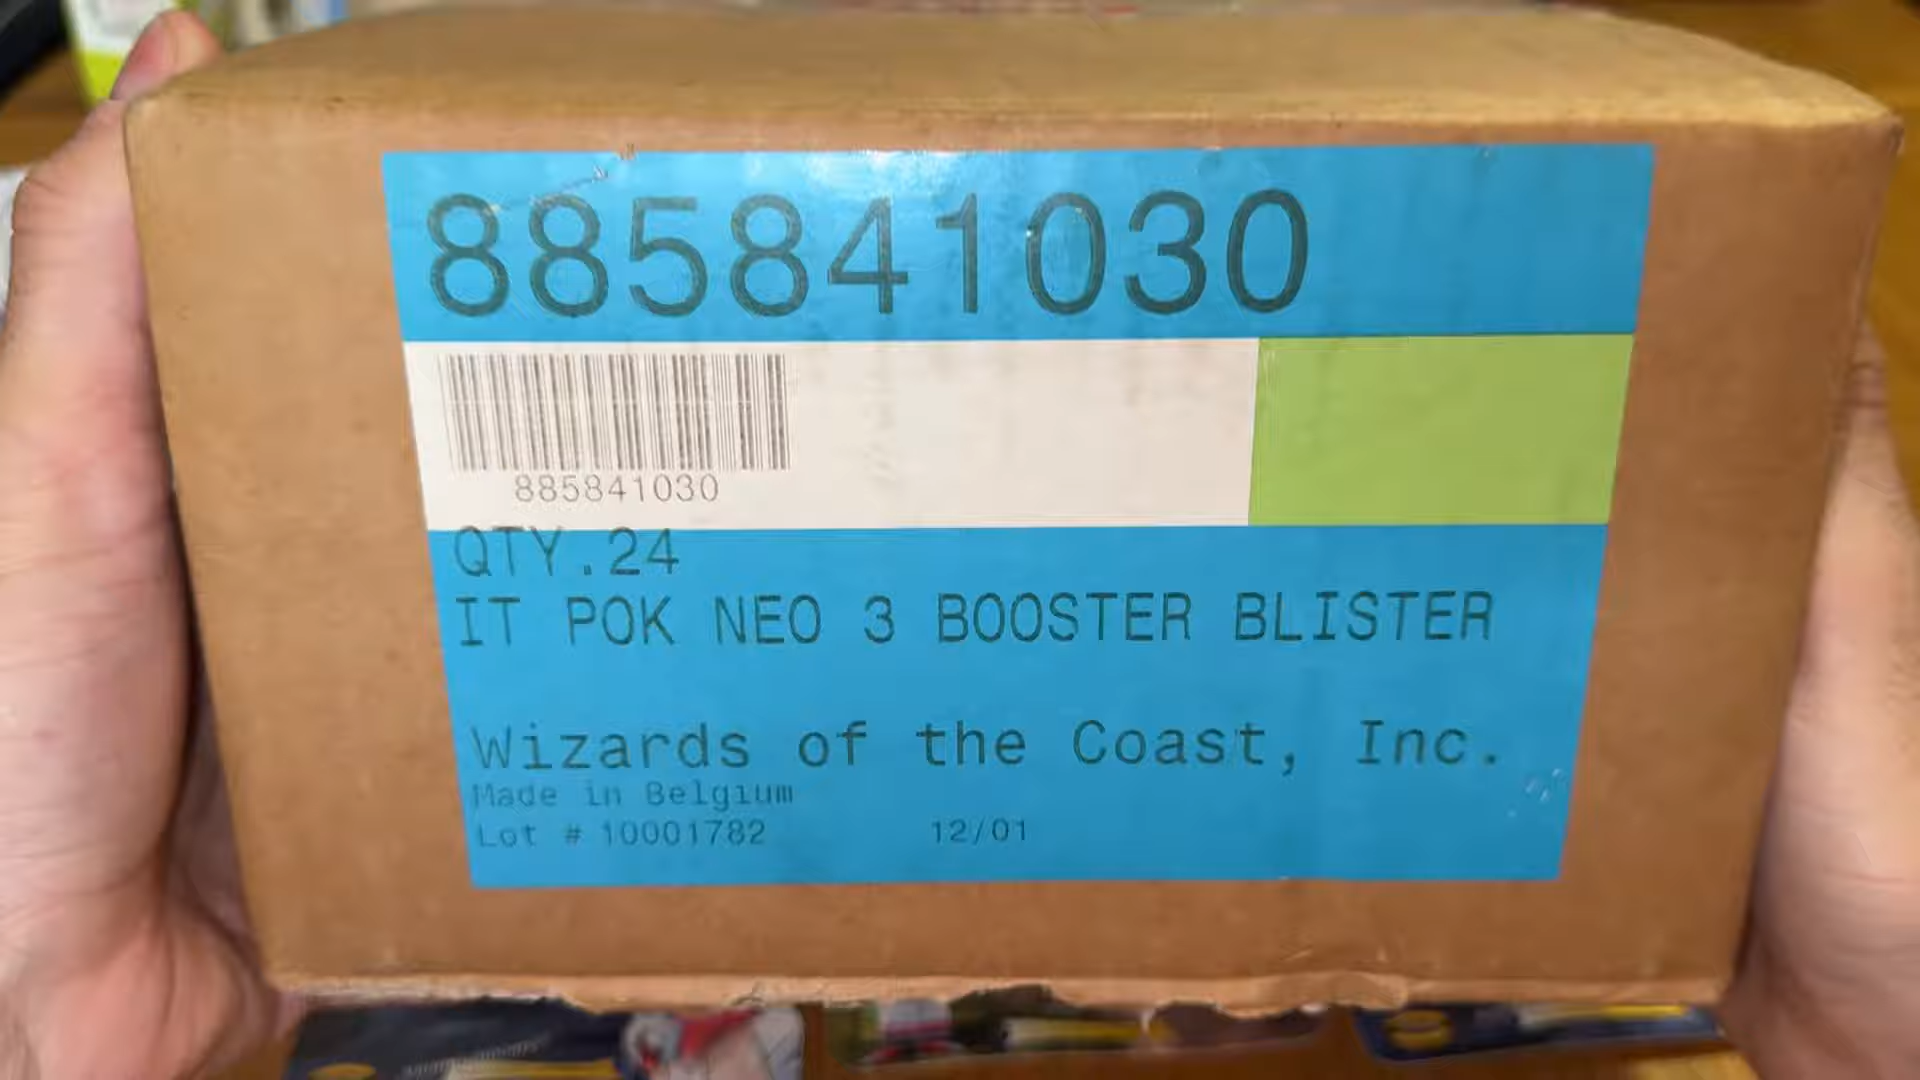 885841030
885841030
QTY.24
IT POK NEO 3 BOOSTER BLISTER
Wizards of the Coast, Inc.
Made in Belgium
Lot # 10001782 12/01